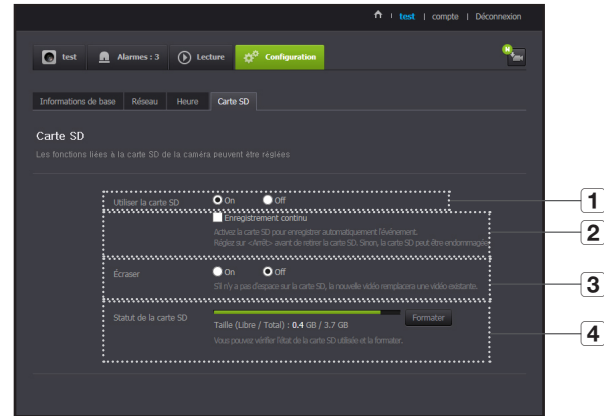 test | compte | Déconnexion
test Alarmes : 3 Lecture Configuration N
Informations de base Réseau Heure Carte SD
Carte SD
Les fonctions liées à la carte SD de la caméra peuvent être réglées
Utiliser la carte SD On Off 1
Enregistrement continu
Activez la carte SD pour enregistrer automatiquement l'événement. 2
Réglez sur <Arrêt> avant de retirer la carte SD. Sinon, la carte SD peut être endommagée
Écraser On Off
S'il n'y a pas d'espace sur la carte SD, la nouvelle vidéo remplacera une vidéo existante. 3
Statut de la carte SD Formater
Taille (Libre / Total) : 0.4 GB / 3.7 GB 4
Vous pouvez vérifier l'état de la carte SD utilisée et la formater.